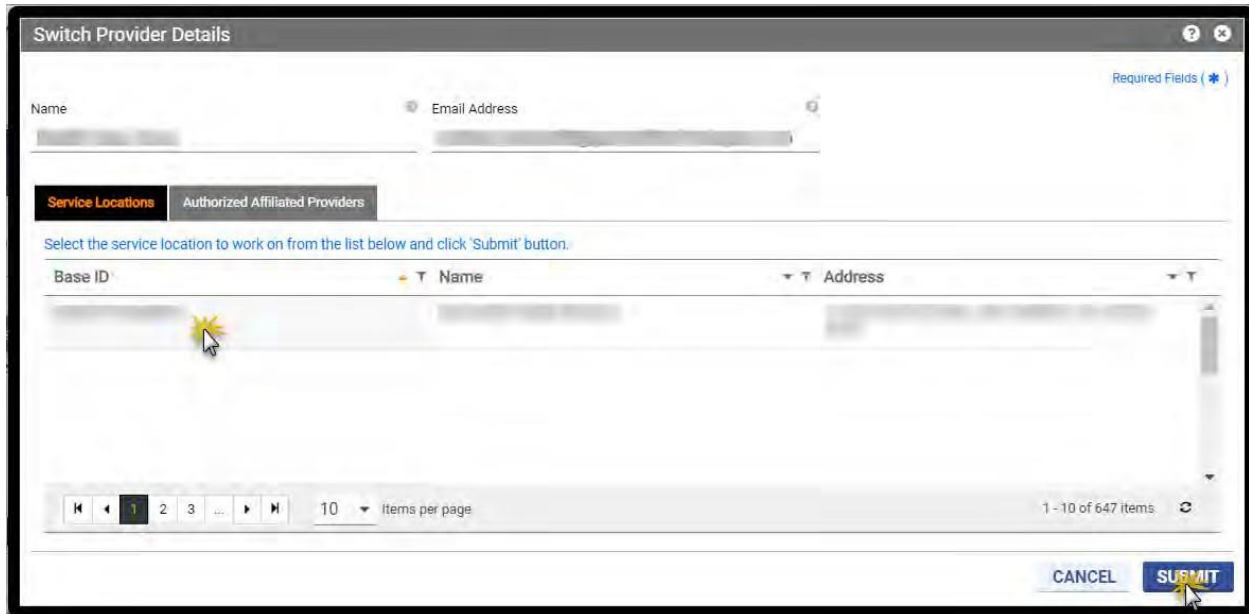 Switch Provider Details
Required Fields ( * )
Name Email Address
Service Locations Authorized Affiliated Providers
Select the service location to work on from the list below and click 'Submit' button.
Base ID Name Address
1 2 3 ... 10 Items per page 1 - 10 of 647 items
CANCEL SUBMIT